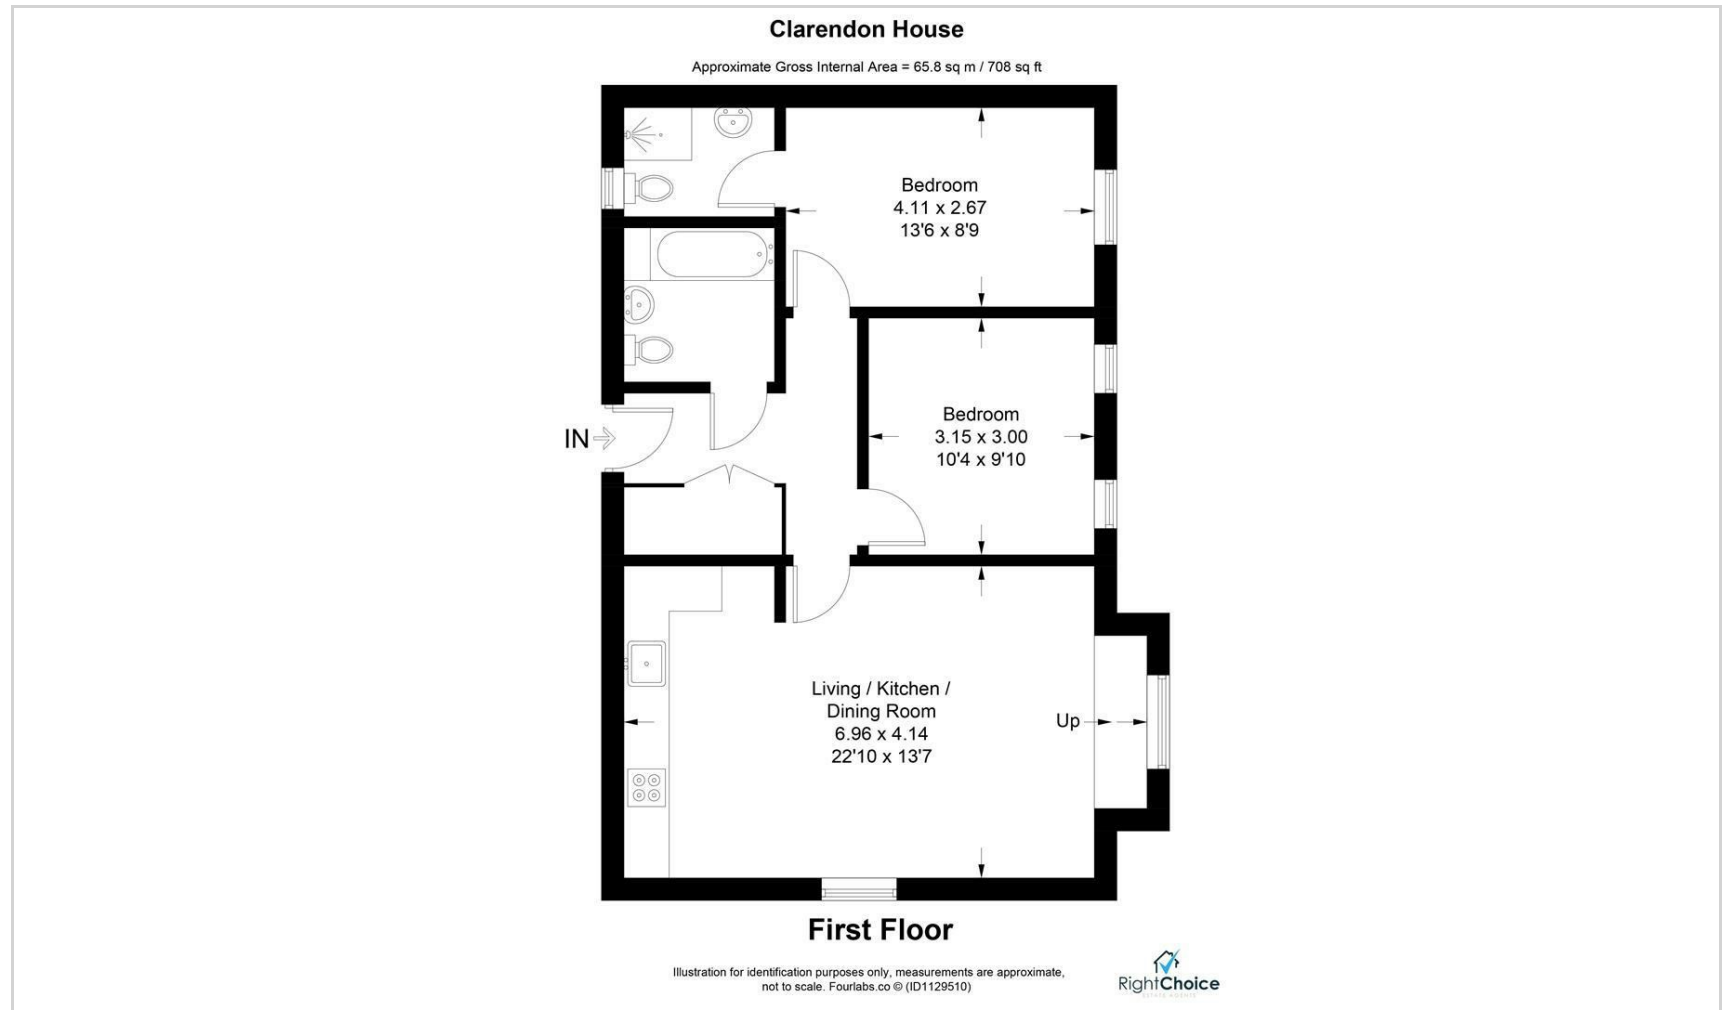 Clarendon House
Approximate Gross Internal Area = 65.8 sq m / 708 sq ft
Bedroom
4.11 x 2.67
13'6 x 8'9
IN
Bedroom
3.15 x 3.00
10'4 x 9'10
Living / Kitchen /
Dining Room
6.96 x 4.14
22'10 x 13'7
Up
First Floor
Illustration for identification purposes only, measurements are approximate,
not to scale. Fourlabs.co © (ID1129510)
RightChoice
ESTATE AGENTS